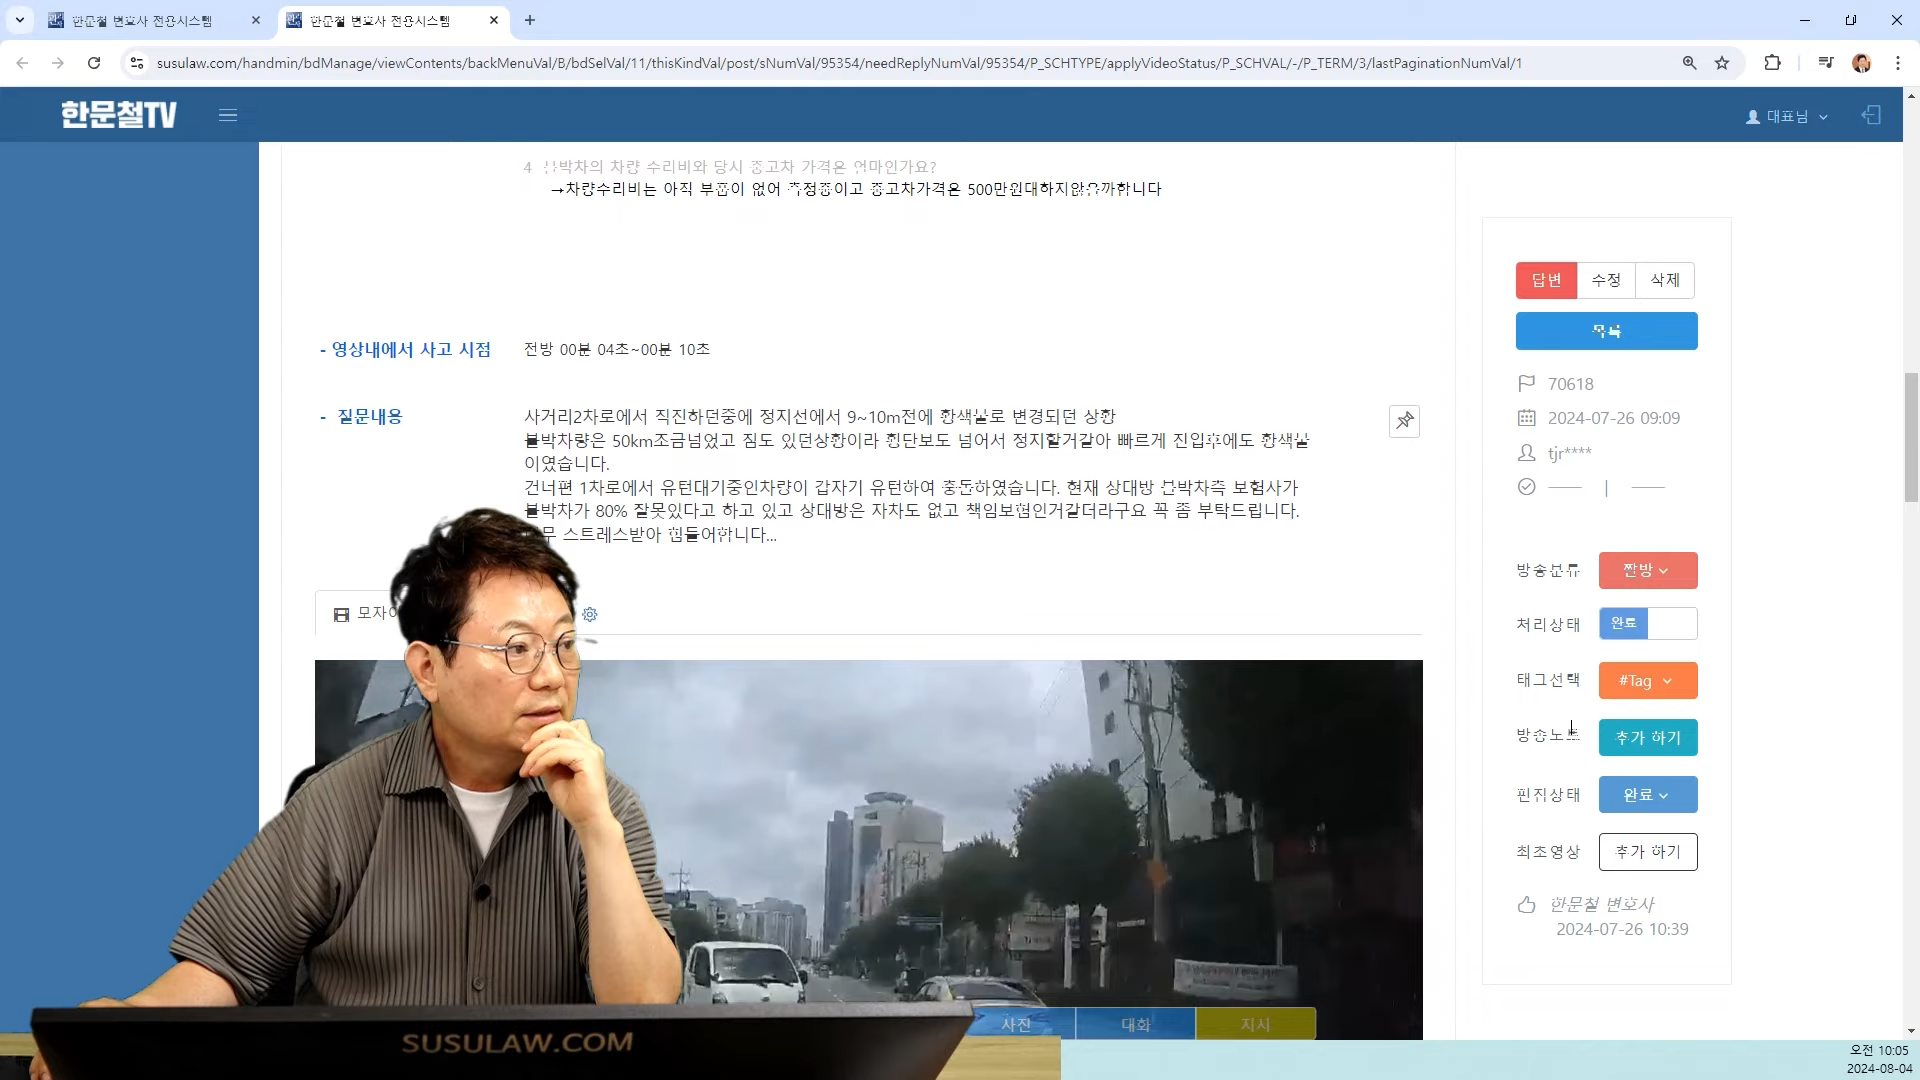 한문철 변호사 전용시스템
한문철 변호사 전용시스템
susulaw.com/handmin/bdManage/viewContents/backMenuVal/B/bdSelVal/11/thisKindVal/post/sNumVal/95354/needReplyNumVal/95354/P_SCHTYPE/applyVideoStatus/P_SCHVAL/-/P_TERM/3/lastPaginationNumVal/1
한문철TV
대표님
4 블박차의 차량 수리비와 당시 중고차 가격은 얼마인가요?
→차량수리비는 아직 부품이 없어 측정중이고 중고차가격은 500만원대하지않을까합니다
- 영상내에서 사고 시점 전방 00분 04초~00분 10초
- 질문내용 사거리2차로에서 직진하던중에 정지선에서 9~10m전에 황색불로 변경되던 상황
블박차량은 50km조금넘었고 짐도 있던상황이라 횡단보도 넘어서 정지할거같아 빠르게 진입후에도 황색불
이였습니다.
건너편 1차로에서 유턴대기중인차량이 갑자기 유턴하여 충돌하였습니다. 현재 상대방 블박차측 보험사가
블박차가 80% 잘못있다고 하고 있고 상대방은 자차도 없고 책임보험인거같더라구요 꼭 좀 부탁드립니다.
스트레스받아 힘들어합니다...
모자이
답변 수정 삭제
목록
70618
2024-07-26 09:09
tjr****
방송분류 짠방
처리상태 완료
태그선택 #Tag
방송노트 추가 하기
편집상태 완료
최초영상 추가 하기
한문철 변호사
2024-07-26 10:39
사진 대화 지시
SUSULAW.COM
오전 10:05
2024-08-04